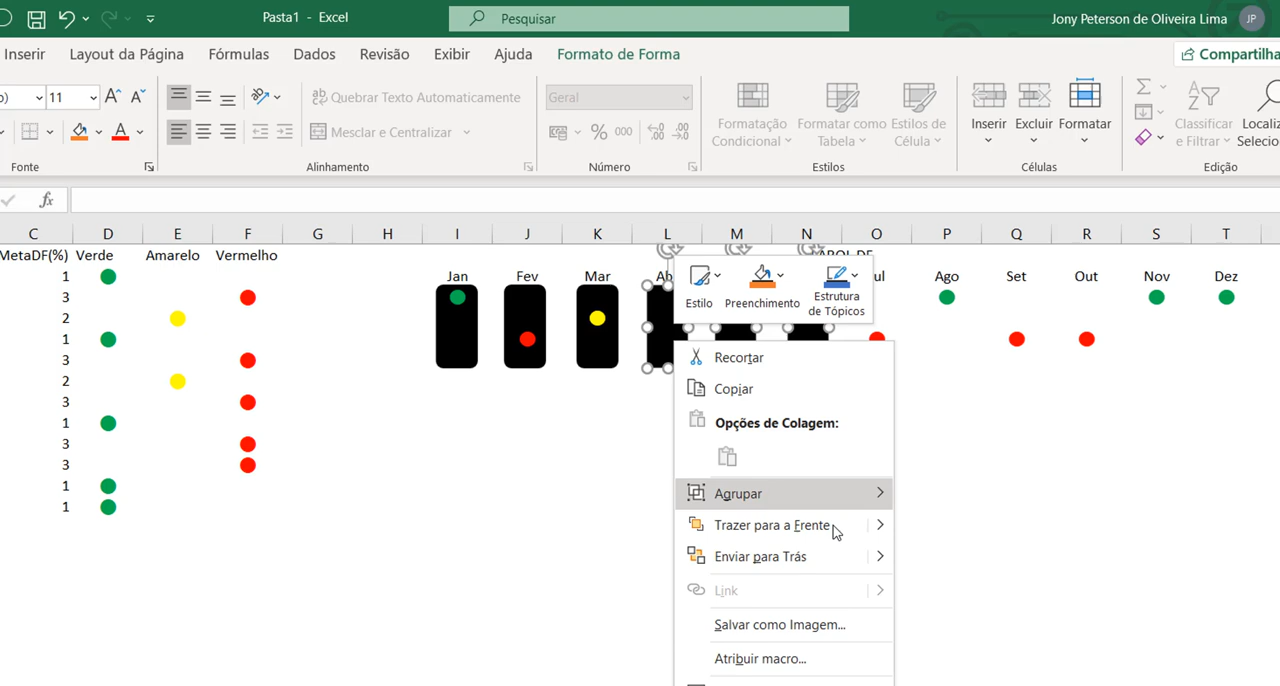 Pasta1 - Excel
Pesquisar
Jony Peterson de Oliveira Lima
JP
Inserir
Layout da Página
Fórmulas
Dados
Revisão
Exibir
Ajuda
Formato de Forma
Compartilha
11
A
A
ab
Quebrar Texto Automaticamente
Geral
Formatação
Condicional
Formatar como
Tabela
Estilos de
Célula
Inserir
Excluir
Formatar
Classificar
e Filtrar
Localiz
Selecio
A
Mesclar e Centralizar
% 000
Fonte
Alinhamento
Número
Estilos
Células
Edição
fx
C D E F G H I J K L M N O P Q R S T
MetaDF(%) Verde Amarelo Vermelho
1
3
2
1
3
2
3
1
3
3
1
1
Jan Fev Mar Ab ul Ago Set Out Nov Dez
Estilo
Preenchimento
Estrutura
de Tópicos
Recortar
Copiar
Opções de Colagem:
Agrupar
Trazer para a Frente
Enviar para Trás
Link
Salvar como Imagem...
Atribuir macro...